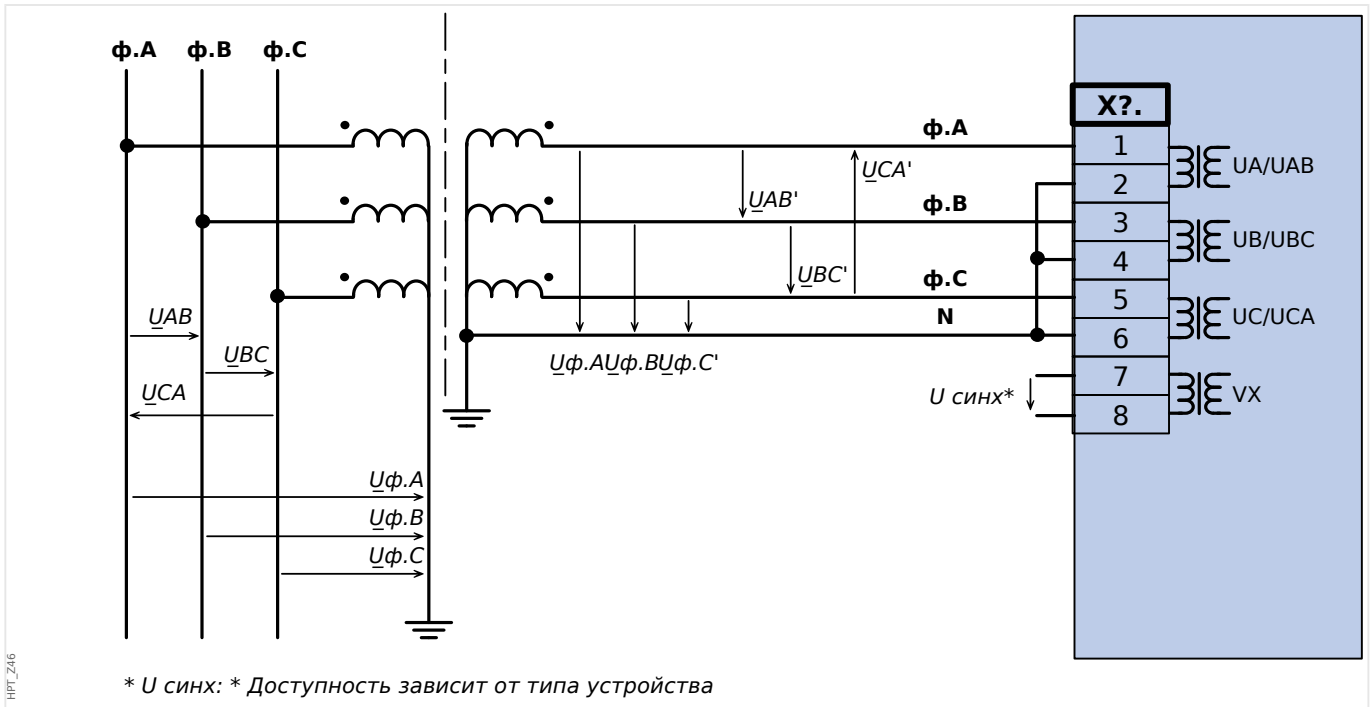 ф.A ф.B ф.C
X?.
ф.A
1
UA/UAB
UCA'
2
UAB'
ф.B
3
UB/UBC
4
UBC'
ф.C
5
UAB
N
UC/UCA
6
UBC
Uф.AUф.BUф.C'
7
UCA
U синх*
VX
8
Uф.A
Uф.B
Uф.C
HPT_Z46
* U синх: * Доступность зависит от типа устройства